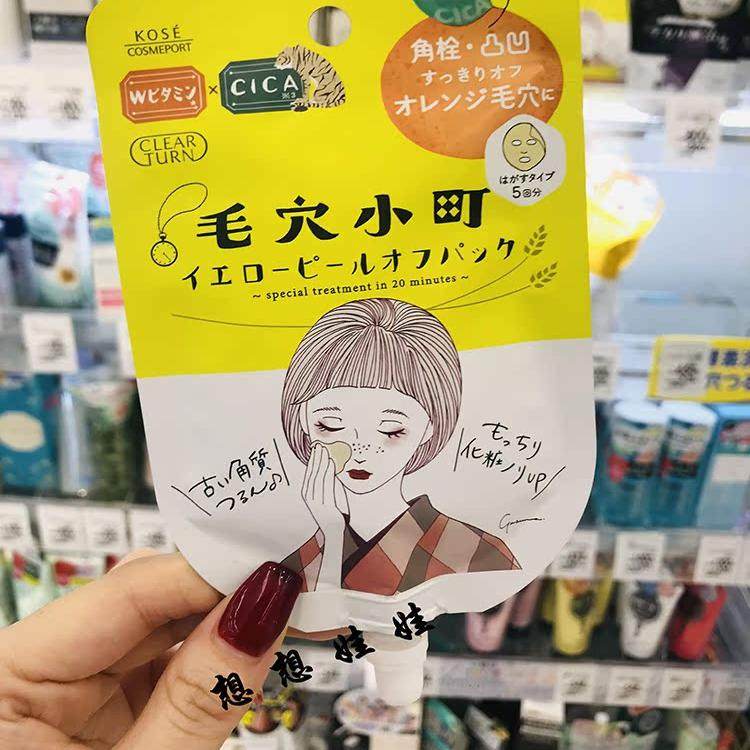 KOSÉ
COSMEPORT
Wビタミン × CICA
CLEAR
TURN
CICA
角栓・凸凹
すっきりオフ
オレンジ毛穴に
はがすタイプ
5回分
毛穴小町
イエローピールオフパック
~ special treatment in 20 minutes ~
古い角質
つるん♪
もっちり
化粧ノリUP
想想娃娃